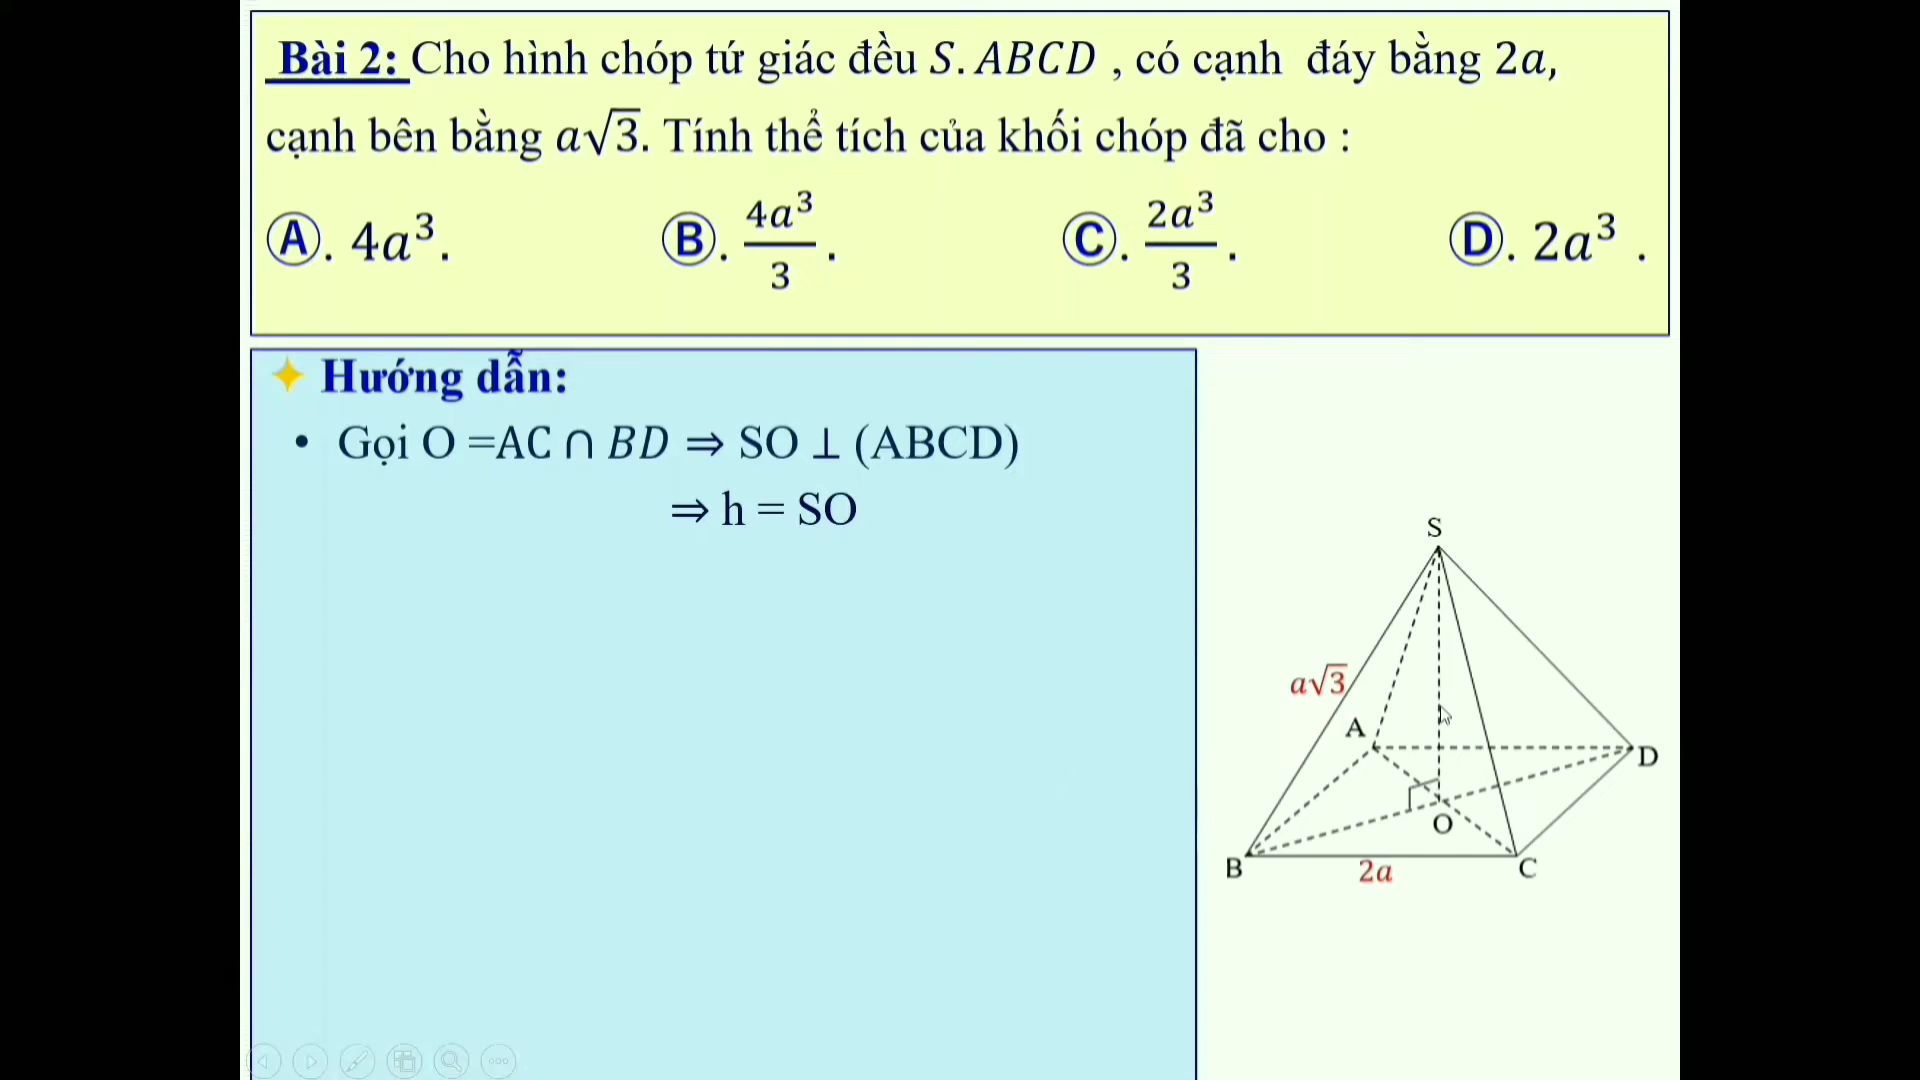 Bài 2: Cho hình chóp tứ giác đều S.ABCD , có cạnh đáy bằng 2a,
cạnh bên bằng a√3. Tính thể tích của khối chóp đã cho :
Ⓐ. 4a³. Ⓑ. 4a³/3 . Ⓒ. 2a³/3 . Ⓓ. 2a³ .
✦ Hướng dẫn:
• Gọi O =AC ∩ BD ⇒ SO ⊥ (ABCD)
⇒ h = SO
S
a√3
A
D
O
B
2a
C